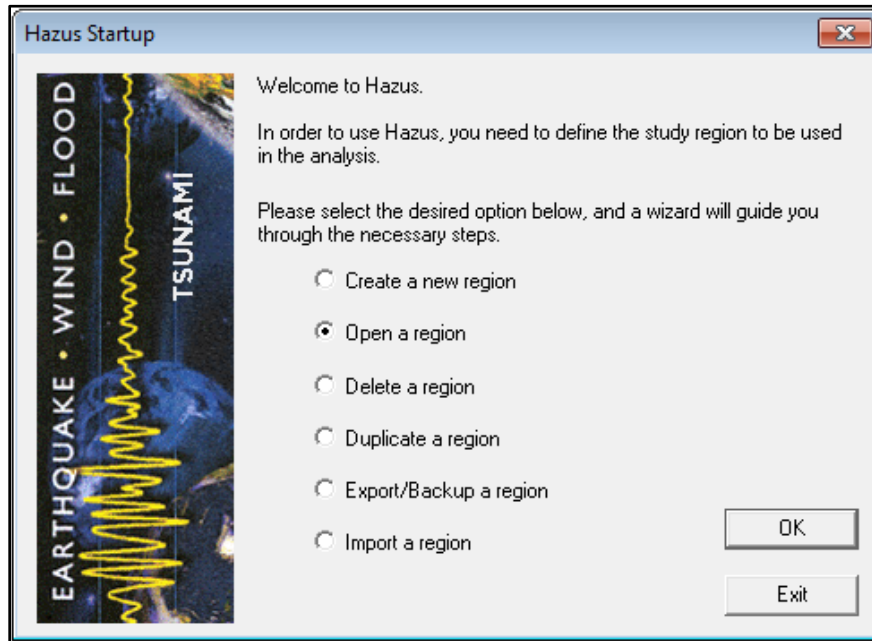 Hazus Startup
EARTHQUAKE • WIND • FLOOD
TSUNAMI
Welcome to Hazus.
In order to use Hazus, you need to define the study region to be used
in the analysis.
Please select the desired option below, and a wizard will guide you
through the necessary steps.
Create a new region
Open a region
Delete a region
Duplicate a region
Export/Backup a region
Import a region
OK
Exit